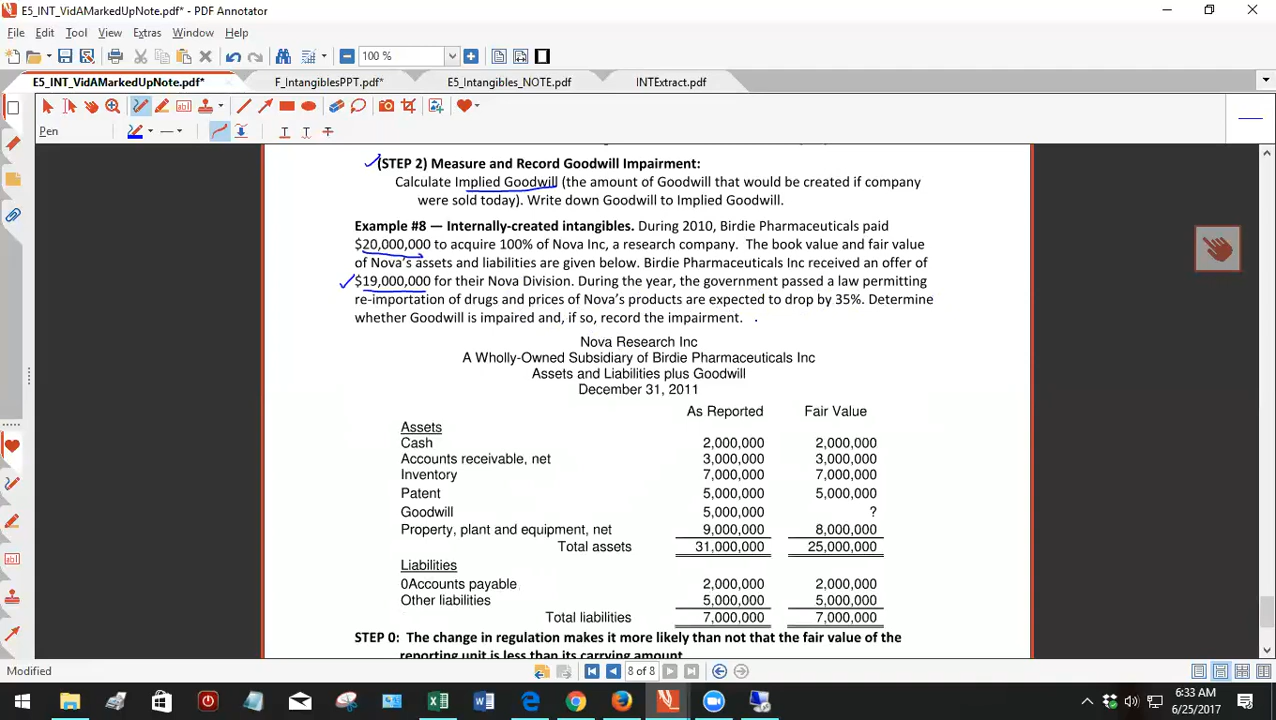 E5_INT_VidAMarkedUpNote.pdf* - PDF Annotator
File Edit Tool View Extras Window Help
100 %
E5_INT_VidAMarkedUpNote.pdf* F_IntangiblesPPT.pdf* E5_Intangibles_NOTE.pdf INTExtract.pdf
Pen
(STEP 2) Measure and Record Goodwill Impairment:
Calculate Implied Goodwill (the amount of Goodwill that would be created if company
were sold today). Write down Goodwill to Implied Goodwill.
Example #8 — Internally-created intangibles. During 2010, Birdie Pharmaceuticals paid
$20,000,000 to acquire 100% of Nova Inc, a research company. The book value and fair value
of Nova's assets and liabilities are given below. Birdie Pharmaceuticals Inc received an offer of
$19,000,000 for their Nova Division. During the year, the government passed a law permitting
re-importation of drugs and prices of Nova's products are expected to drop by 35%. Determine
whether Goodwill is impaired and, if so, record the impairment.
Nova Research Inc
A Wholly-Owned Subsidiary of Birdie Pharmaceuticals Inc
Assets and Liabilities plus Goodwill
December 31, 2011
As Reported Fair Value
Assets
Cash 2,000,000 2,000,000
Accounts receivable, net 3,000,000 3,000,000
Inventory 7,000,000 7,000,000
Patent 5,000,000 5,000,000
Goodwill 5,000,000 ?
Property, plant and equipment, net 9,000,000 8,000,000
Total assets 31,000,000 25,000,000
Liabilities
0Accounts payable 2,000,000 2,000,000
Other liabilities 5,000,000 5,000,000
Total liabilities 7,000,000 7,000,000
STEP 0: The change in regulation makes it more likely than not that the fair value of the
reporting unit is less than its carrying amount
Modified 8 of 8
6:33 AM
6/25/2017